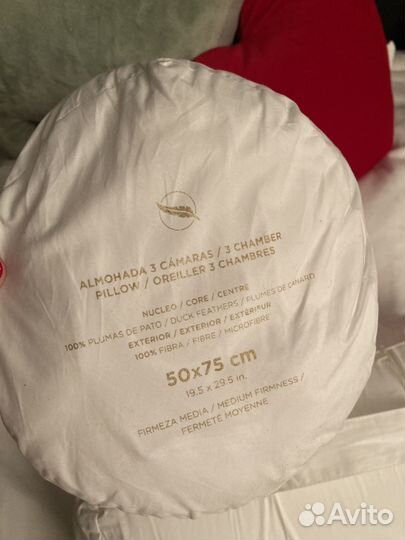 ALMOHADA 3 CÁMARAS / 3 CHAMBER
PILLOW / OREILLER 3 CHAMBRES
NÚCLEO / CORE / CENTRE
100% PLUMAS DE PATO / DUCK FEATHERS / PLUMES DE CANARD
EXTERIOR / EXTERIOR / EXTÉRIEUR
100% FIBRA / FIBRE / MICROFIBRE
50x75 cm
19.5 x 29.5 in.
FIRMEZA MEDIA / MEDIUM FIRMNESS /
FERMETÉ MOYENNE
Avito